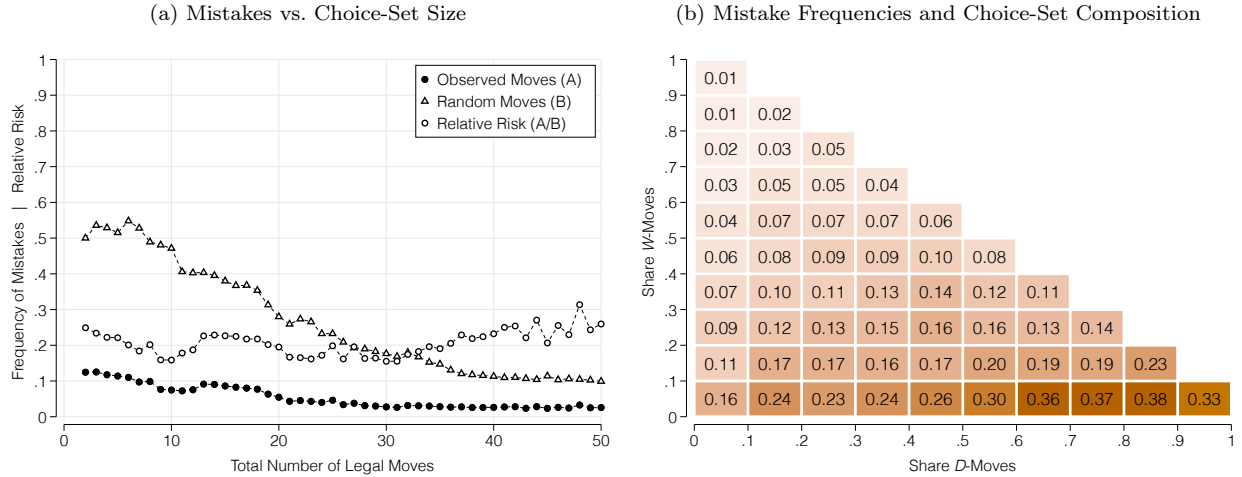 (a) Mistakes vs. Choice-Set Size
Frequency of Mistakes | Relative Risk
1
.9
.8
.7
.6
.5
.4
.3
.2
.1
0
Observed Moves (A)
Random Moves (B)
Relative Risk (A/B)
0 10 20 30 40 50
Total Number of Legal Moves
(b) Mistake Frequencies and Choice-Set Composition
Share W-Moves
1
.9
.8
.7
.6
.5
.4
.3
.2
.1
0
0.01
0.01 0.02
0.02 0.03 0.05
0.03 0.05 0.05 0.04
0.04 0.07 0.07 0.07 0.06
0.06 0.08 0.09 0.09 0.10 0.08
0.07 0.10 0.11 0.13 0.14 0.12 0.11
0.09 0.12 0.13 0.15 0.16 0.16 0.13 0.14
0.11 0.17 0.17 0.16 0.17 0.20 0.19 0.19 0.23
0.16 0.24 0.23 0.24 0.26 0.30 0.36 0.37 0.38 0.33
0 .1 .2 .3 .4 .5 .6 .7 .8 .9 1
Share D-Moves